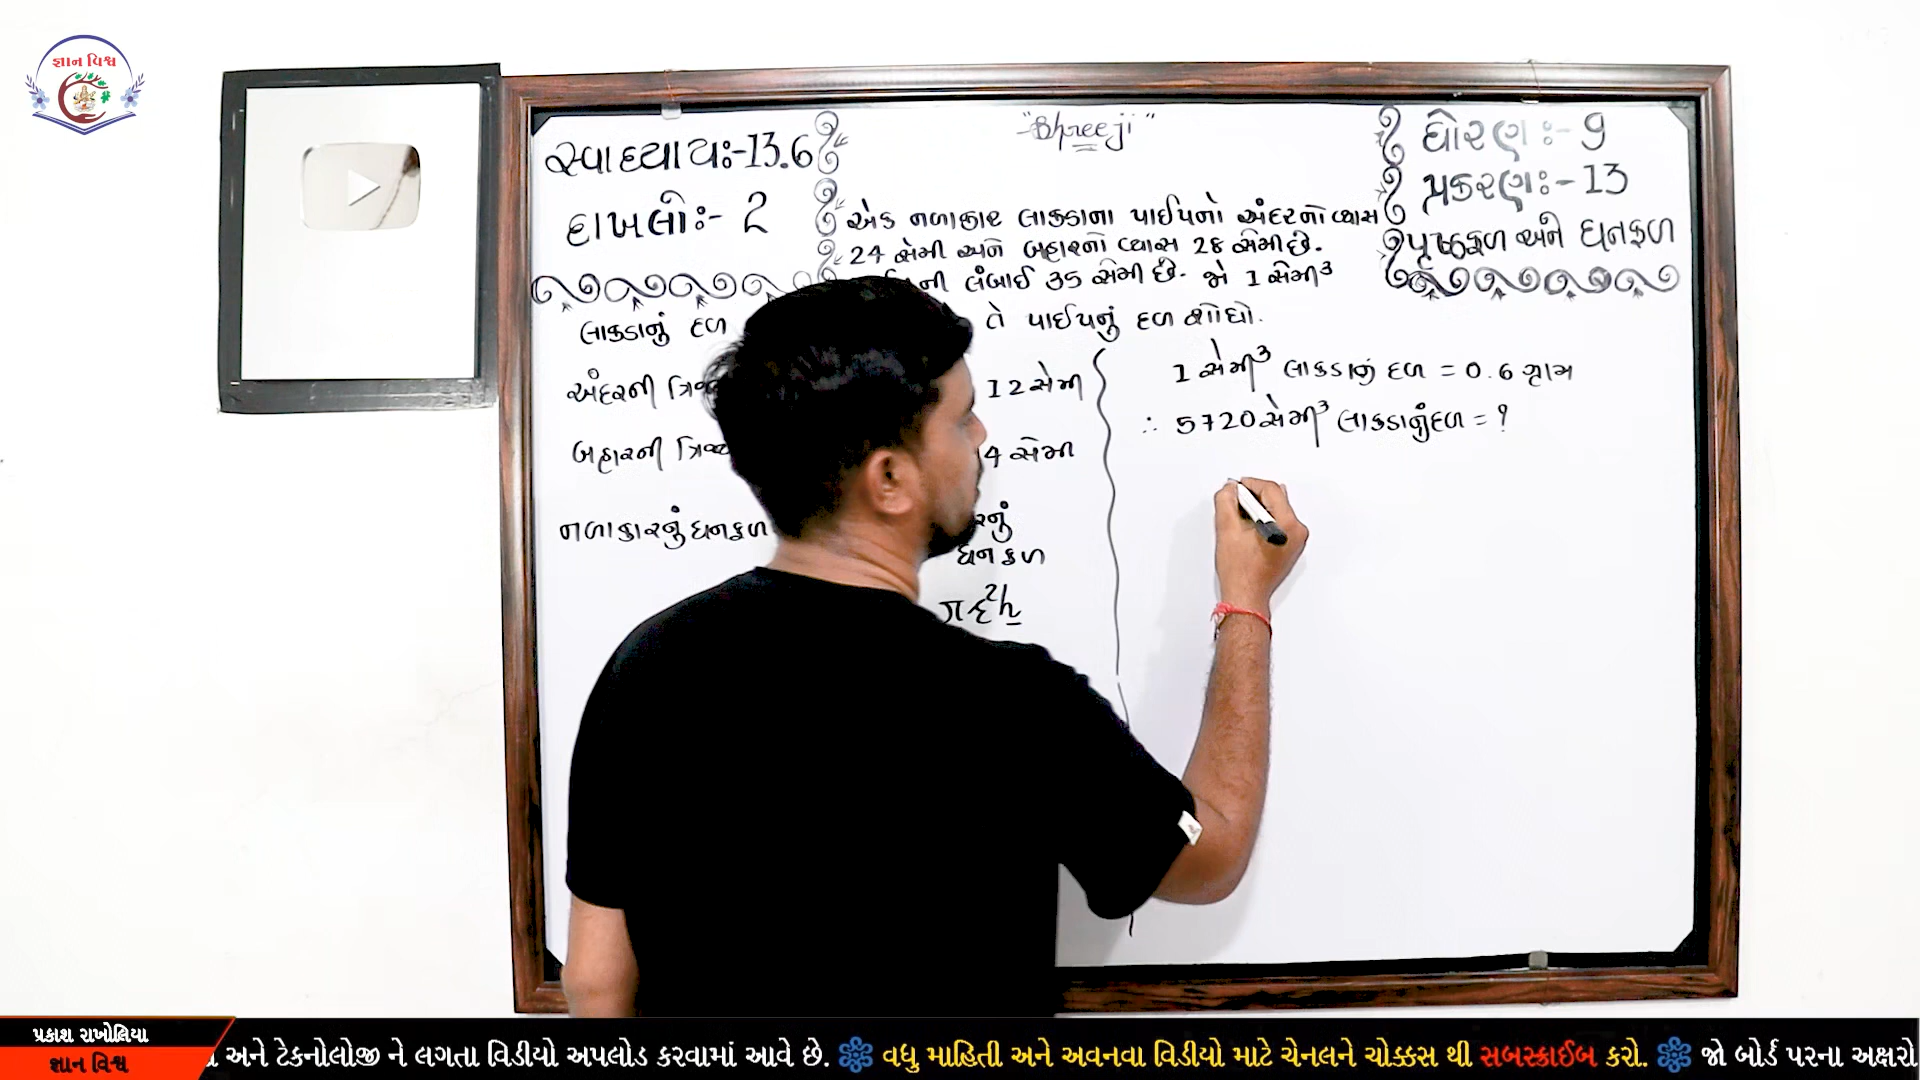 જ્ઞાન વિશ્વ
"Bhreeji"
સ્વાધ્યાયઃ-13.6
દાખલોઃ- 2
ધોરણઃ- 9
પ્રકરણઃ- 13
પૃષ્ઠફળ અને ઘનફળ
એક નળાકાર લાકડાના પાઈપનો અંદરનો વ્યાસ
24 સેમી અને બહારનો વ્યાસ 28 સેમી છે.
ની લંબાઈ 35 સેમી છે. જો 1 સેમી³
લાકડાનું દળ તે પાઈપનું દળ શોધો.
અંદરની 12 સેમી
બહારની 4 સેમી
નળાકારનું ઘનફળ
ઘનફળ
πr²h
1 સેમી³ લાકડાનું દળ = 0.6 ગ્રામ
∴ 5720 સેમી³ લાકડાનું દળ = ?
પ્રકાશ રાખોલિયા
જ્ઞાન વિશ્વ
અને ટેકનોલોજી ને લગતા વિડીયો અપલોડ કરવામાં આવે છે. વધુ માહિતી અને અવનવા વિડીયો માટે ચેનલને ચોક્કસ થી સબસ્ક્રાઈબ કરો. જો બોર્ડ પરના અક્ષરો